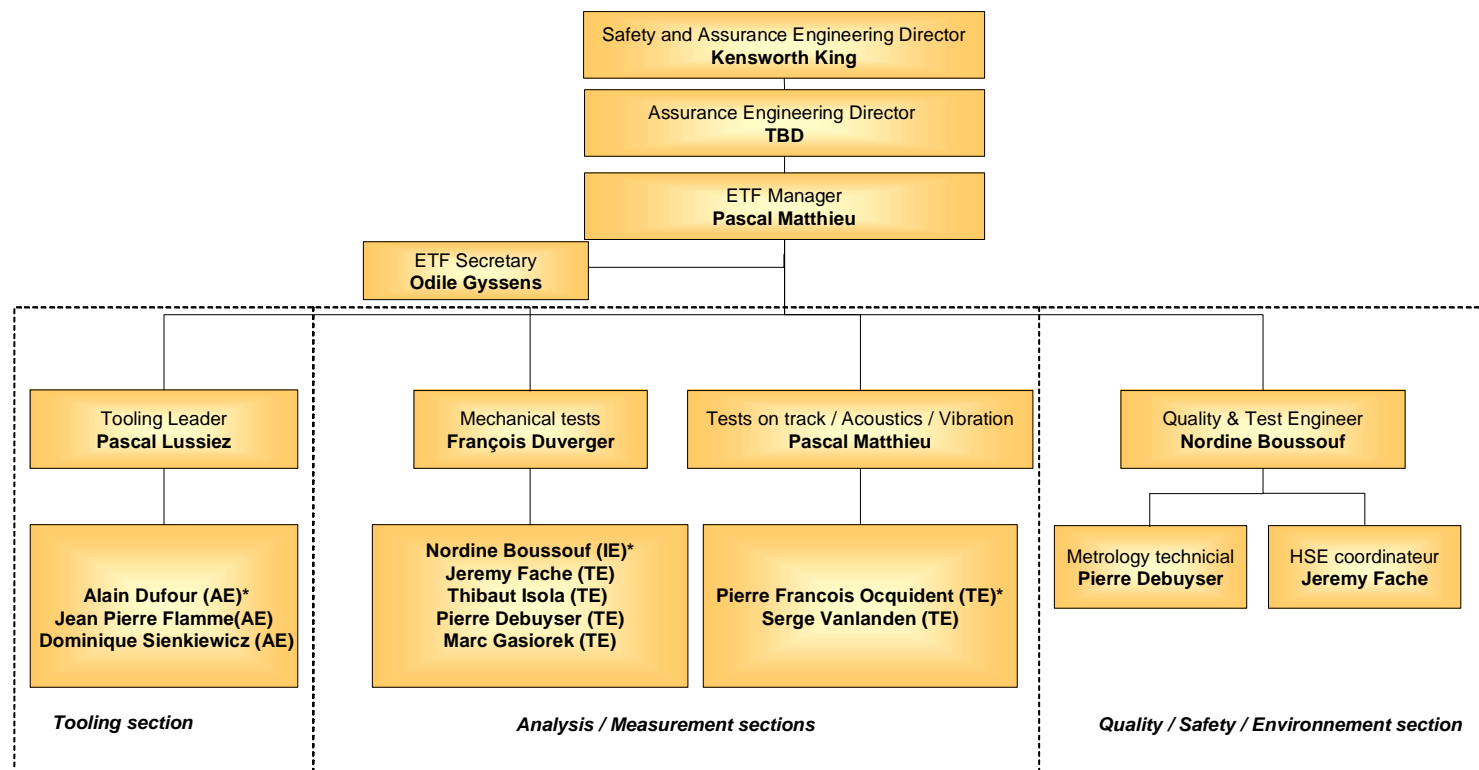 Safety and Assurance Engineering Director
Kensworth King
Assurance Engineering Director
TBD
ETF Manager
Pascal Matthieu
ETF Secretary
Odile Gyssens
Tooling Leader
Pascal Lussiez
Mechanical tests
François Duverger
Tests on track / Acoustics / Vibration
Pascal Matthieu
Quality & Test Engineer
Nordine Boussouf
Alain Dufour (AE)*
Jean Pierre Flamme(AE)
Dominique Sienkiewicz (AE)
Nordine Boussouf (IE)*
Jeremy Fache (TE)
Thibaut Isola (TE)
Pierre Debuyser (TE)
Marc Gasiorek (TE)
Pierre Francois Ocquident (TE)*
Serge Vanlanden (TE)
Metrology technicial
Pierre Debuyser
HSE coordinateur
Jeremy Fache
Tooling section
Analysis / Measurement sections
Quality / Safety / Environnement section